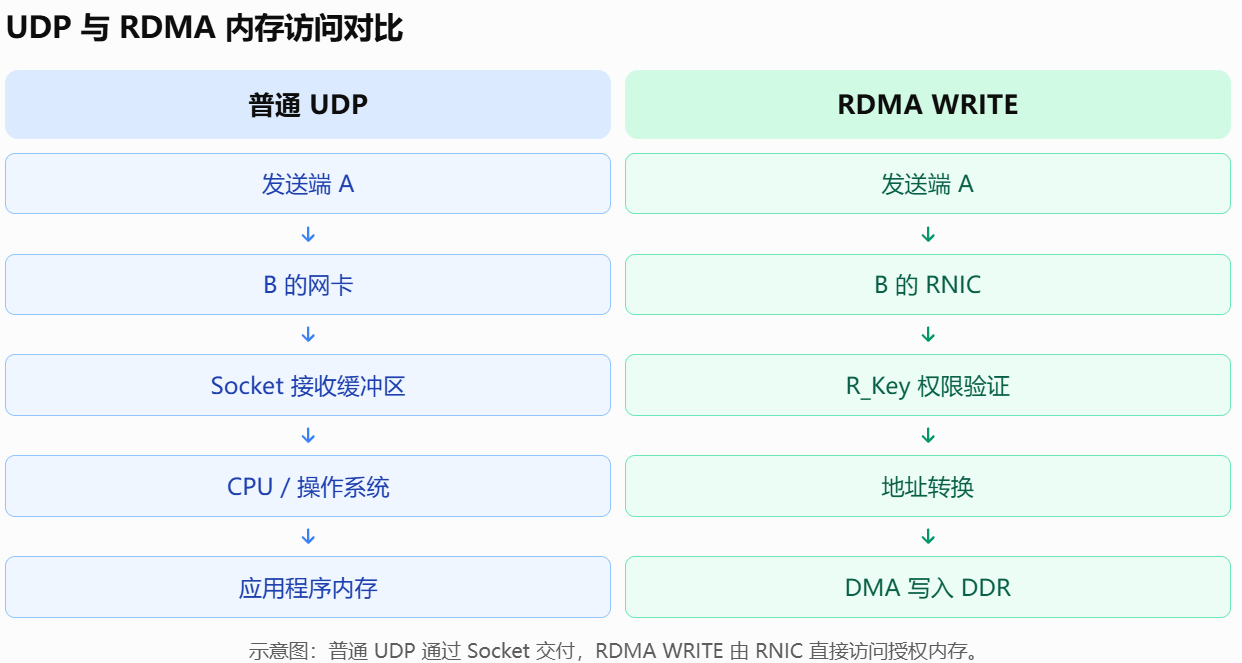 UDP 与 RDMA 内存访问对比
普通 UDP
发送端 A
↓
B 的网卡
↓
Socket 接收缓冲区
↓
CPU / 操作系统
↓
应用程序内存
RDMA WRITE
发送端 A
↓
B 的 RNIC
↓
R_Key 权限验证
↓
地址转换
↓
DMA 写入 DDR
示意图：普通 UDP 通过 Socket 交付，RDMA WRITE 由 RNIC 直接访问授权内存。